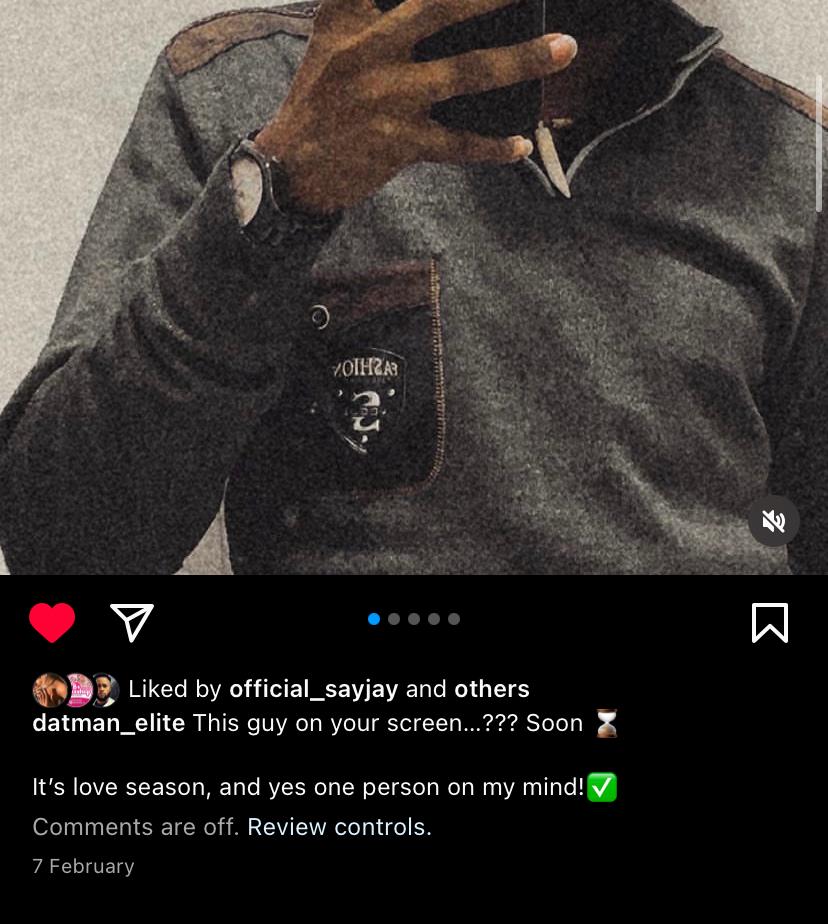 FASHION
Liked by official_sayjay and others
datman_elite This guy on your screen...??? Soon ⏳
It’s love season, and yes one person on my mind!✅
Comments are off. Review controls.
7 February